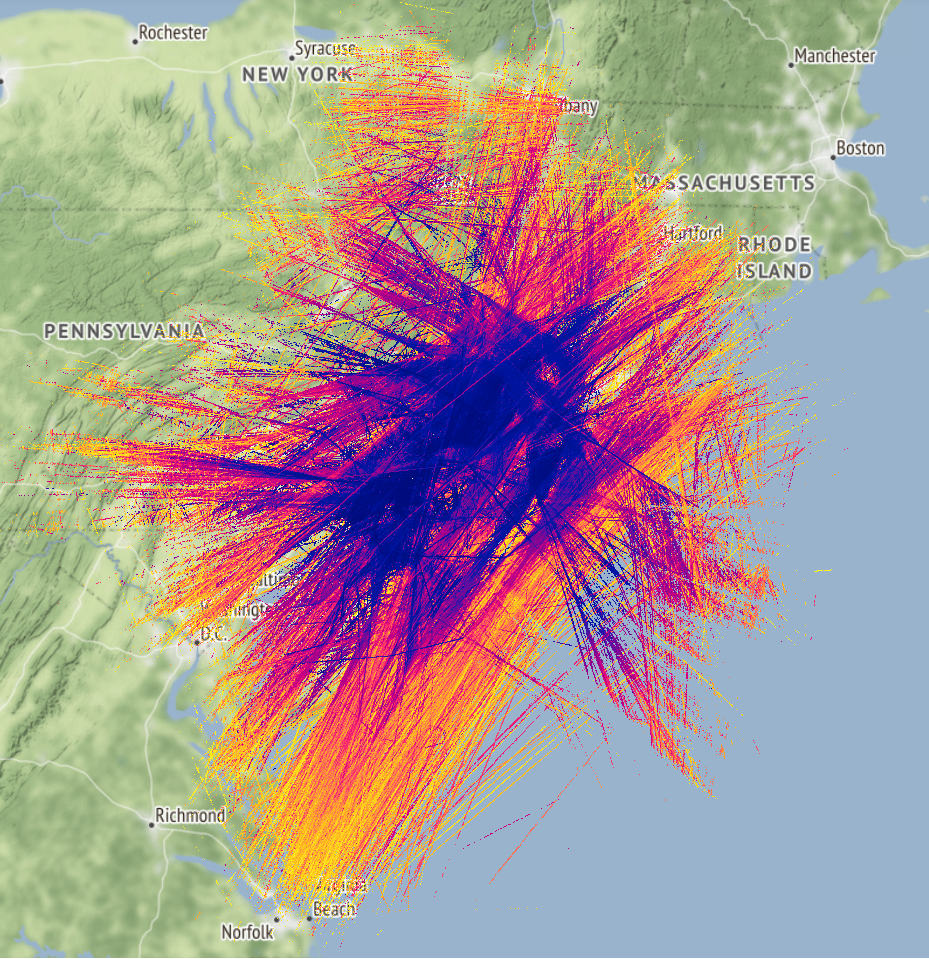 Rochester
Syracuse
NEW YORK
Manchester
Boston
MASSACHUSETTS
Hartford
RHODE
ISLAND
PENNSYLVANIA
D.C.
Richmond
Beach
Norfolk